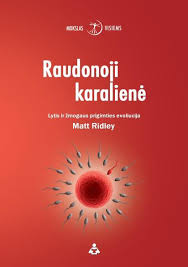 MOKSLAS VISIEMS
Raudonoji
karalienė
Lytis ir žmogaus prigimties evoliucija
Matt Ridley